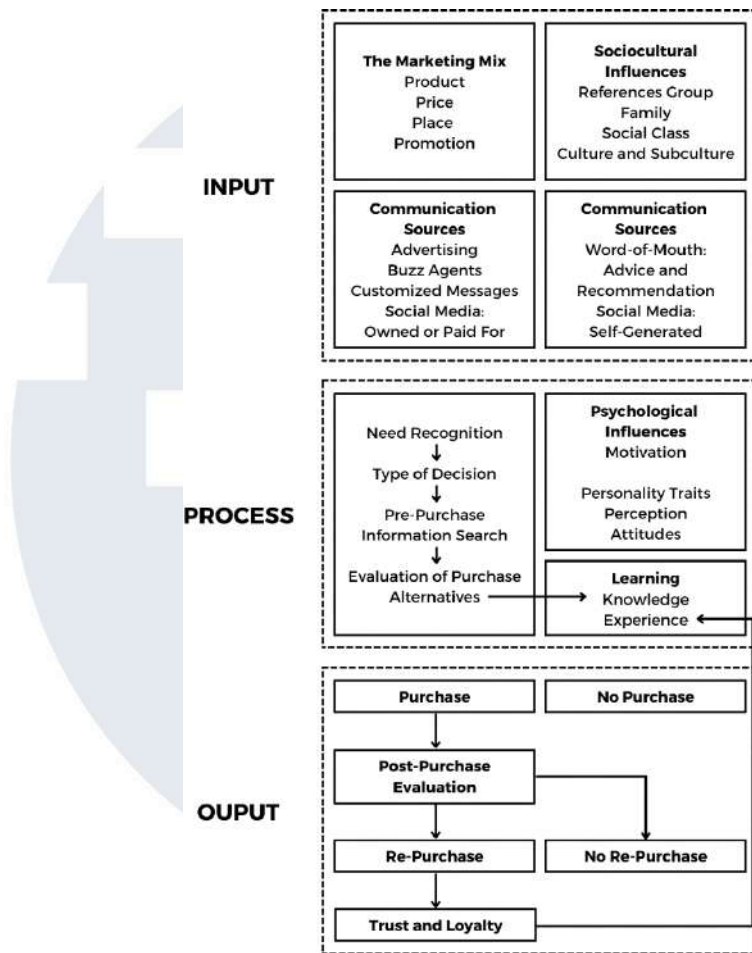 INPUT
The Marketing Mix
Product
Price
Place
Promotion
Sociocultural
Influences
References Group
Family
Social Class
Culture and Subculture
Communication
Sources
Advertising
Buzz Agents
Customized Messages
Social Media:
Owned or Paid For
Communication
Sources
Word-of-Mouth:
Advice and
Recommendation
Social Media:
Self-Generated
PROCESS
Need Recognition
Type of Decision
Pre-Purchase
Information Search
Evaluation of Purchase
Alternatives
Psychological
Influences
Motivation
Personality Traits
Perception
Attitudes
Learning
Knowledge
Experience
OUPUT
Purchase
No Purchase
Post-Purchase
Evaluation
Re-Purchase
No Re-Purchase
Trust and Loyalty